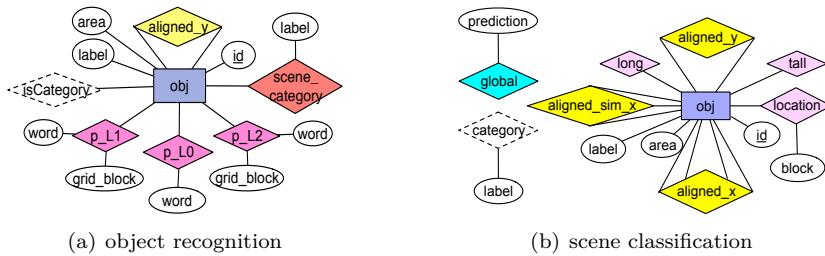 area
aligned_y
label
label
id
isCategory
obj
scene_
category
word
p_L1
p_L0
p_L2
word
grid_block
word
grid_block
(a) object recognition
prediction
global
category
label
aligned_y
long
tall
aligned_sim_x
obj
location
label
area
id
block
aligned_x
(b) scene classification